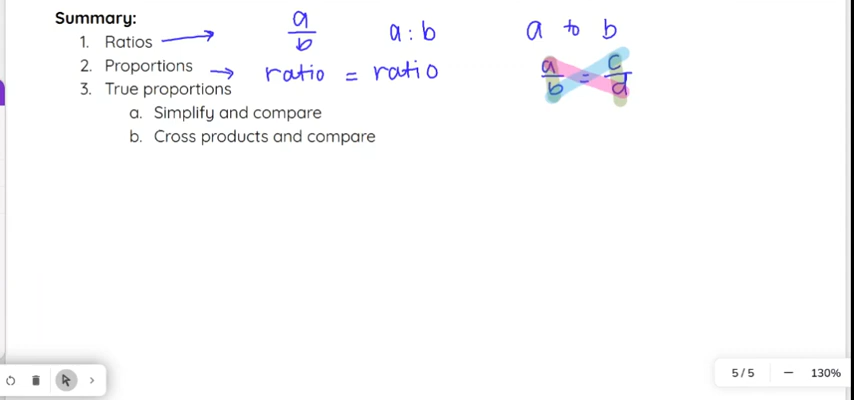 Summary:
1. Ratios → a/b a : b a to b
2. Proportions → ratio = ratio a/b = c/d
3. True proportions
a. Simplify and compare
b. Cross products and compare
5 / 5 — 130%